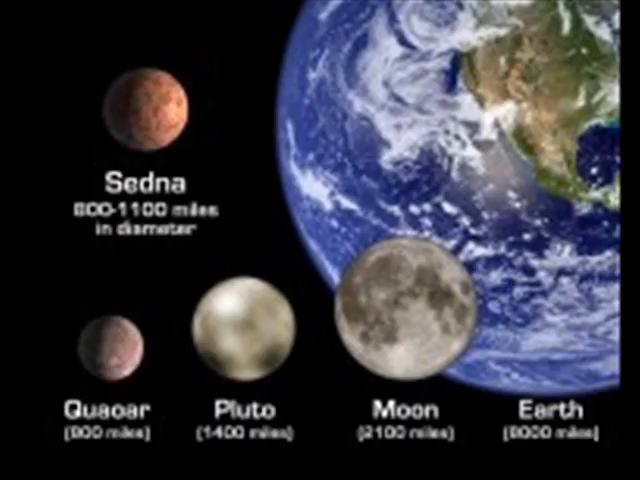 Sedna
800-1100 miles
in diameter
Quaoar
(800 miles)
Pluto
(1400 miles)
Moon
(2100 miles)
Earth
(8000 miles)